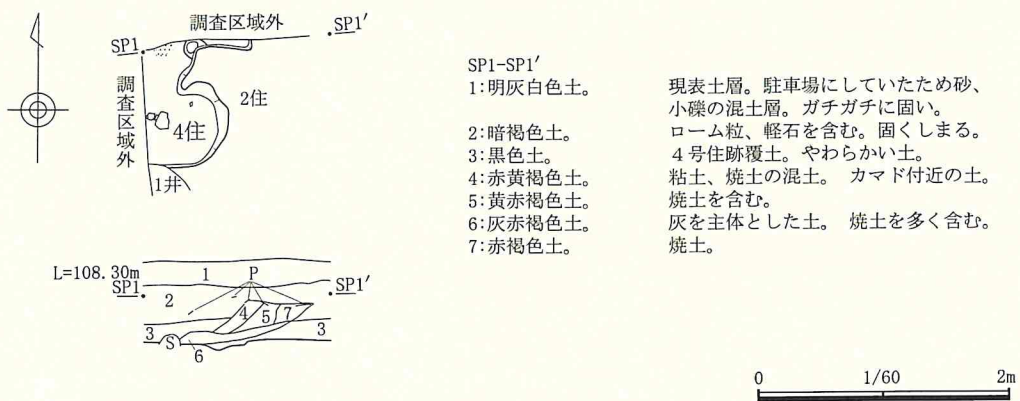 調査区域外
SP1
SP1′
調査区域外
2住
4住
1井
L=108.30m
SP1
SP1′
1
P
2
4
5
7
3
3
S
6
SP1-SP1′
1:明灰白色土。 現表土層。駐車場にしていたため砂、
小礫の混土層。ガチガチに固い。
2:暗褐色土。 ローム粒、軽石を含む。固くしまる。
3:黒色土。 4号住跡覆土。やわらかい土。
4:赤黄褐色土。 粘土、焼土の混土。 カマド付近の土。
5:黄赤褐色土。 焼土を含む。
6:灰赤褐色土。 灰を主体とした土。 焼土を多く含む。
7:赤褐色土。 焼土。
0 1/60 2m